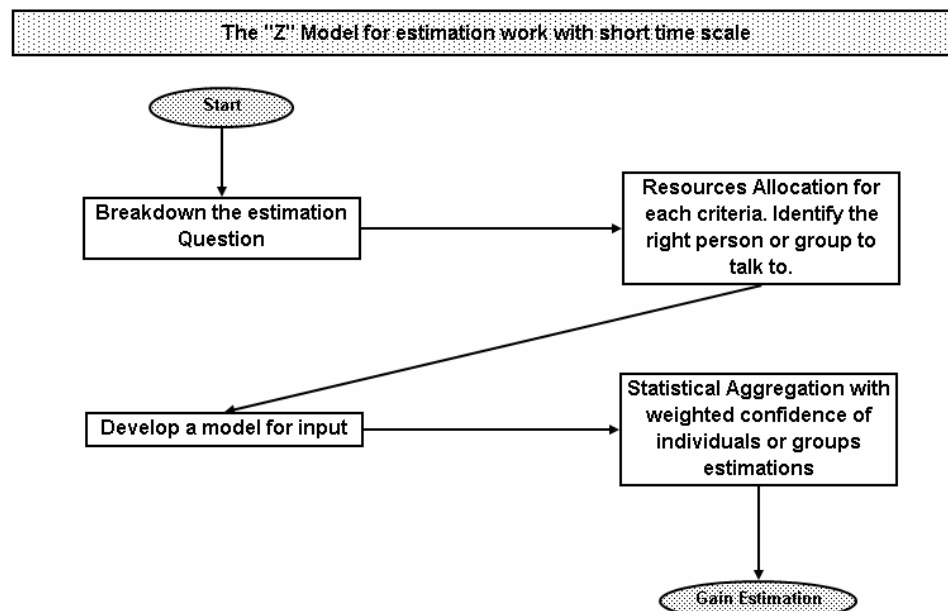 The "Z" Model for estimation work with short time scale
Start
Breakdown the estimation
Question
Resources Allocation for
each criteria. Identify the
right person or group to
talk to.
Develop a model for input
Statistical Aggregation with
weighted confidence of
individuals or groups
estimations
Gain Estimation